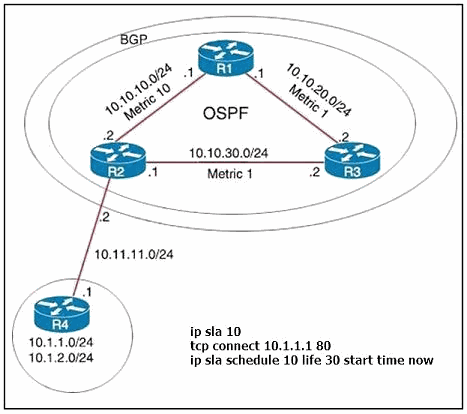 BGP
R1
.1
.1
10.10.10.0/24
Metric 10
10.10.20.0/24
Metric 1
OSPF
.2
.2
R2
.1
10.10.30.0/24
Metric 1
.2
R3
.2
10.11.11.0/24
.1
R4
10.1.1.0/24
10.1.2.0/24
ip sla 10
tcp connect 10.1.1.1 80
ip sla schedule 10 life 30 start time now